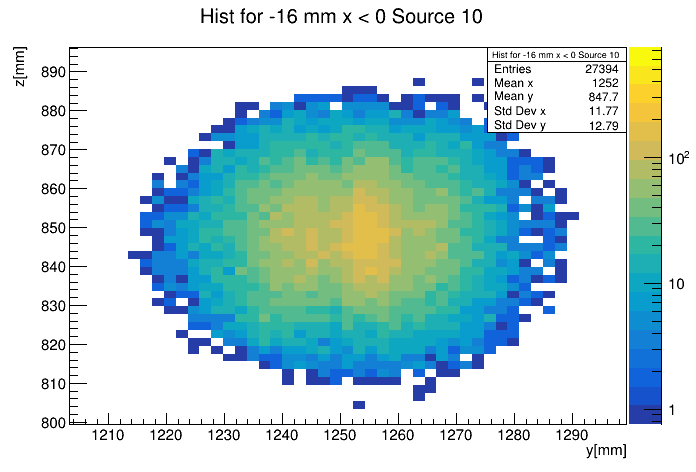 Hist for -16 mm x < 0 Source 10
z[mm]
Hist for -16 mm x < 0 Source 10
Entries 27394
Mean x 1252
Mean y 847.7
Std Dev x 11.77
Std Dev y 12.79
890
880
870
860
850
840
830
820
810
800
1210 1220 1230 1240 1250 1260 1270 1280 1290
y[mm]
10²
10
1